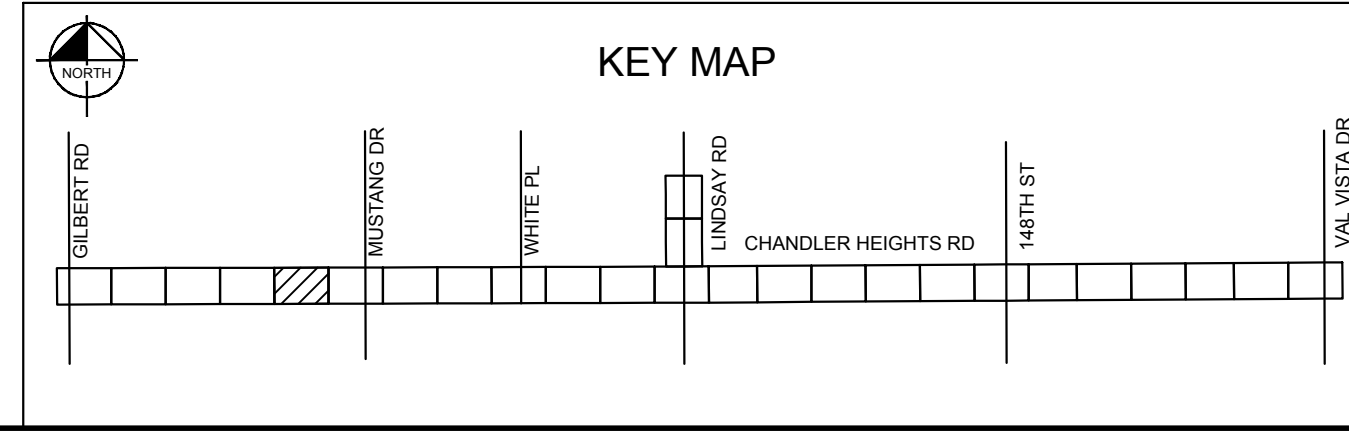 KEY MAP
NORTH
GILBERT RD
MUSTANG DR
WHITE PL
LINDSAY RD
148TH ST
VAL VISTA DR
CHANDLER HEIGHTS RD